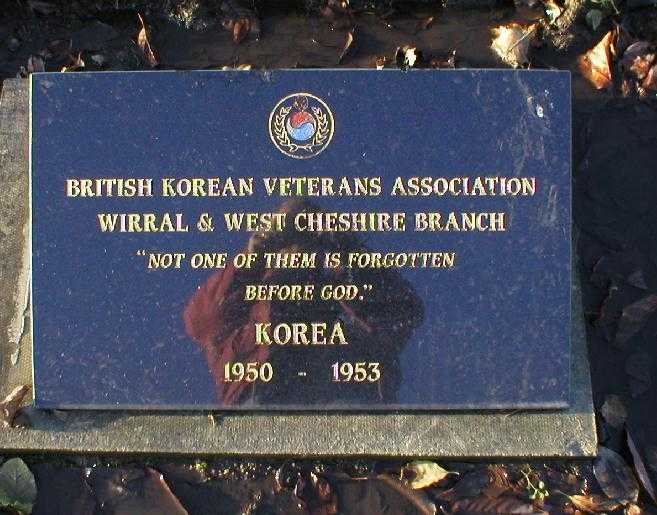 BRITISH KOREAN VETERANS ASSOCIATION
WIRRAL & WEST CHESHIRE BRANCH
“NOT ONE OF THEM IS FORGOTTEN
BEFORE GOD.”
KOREA
1950 - 1953